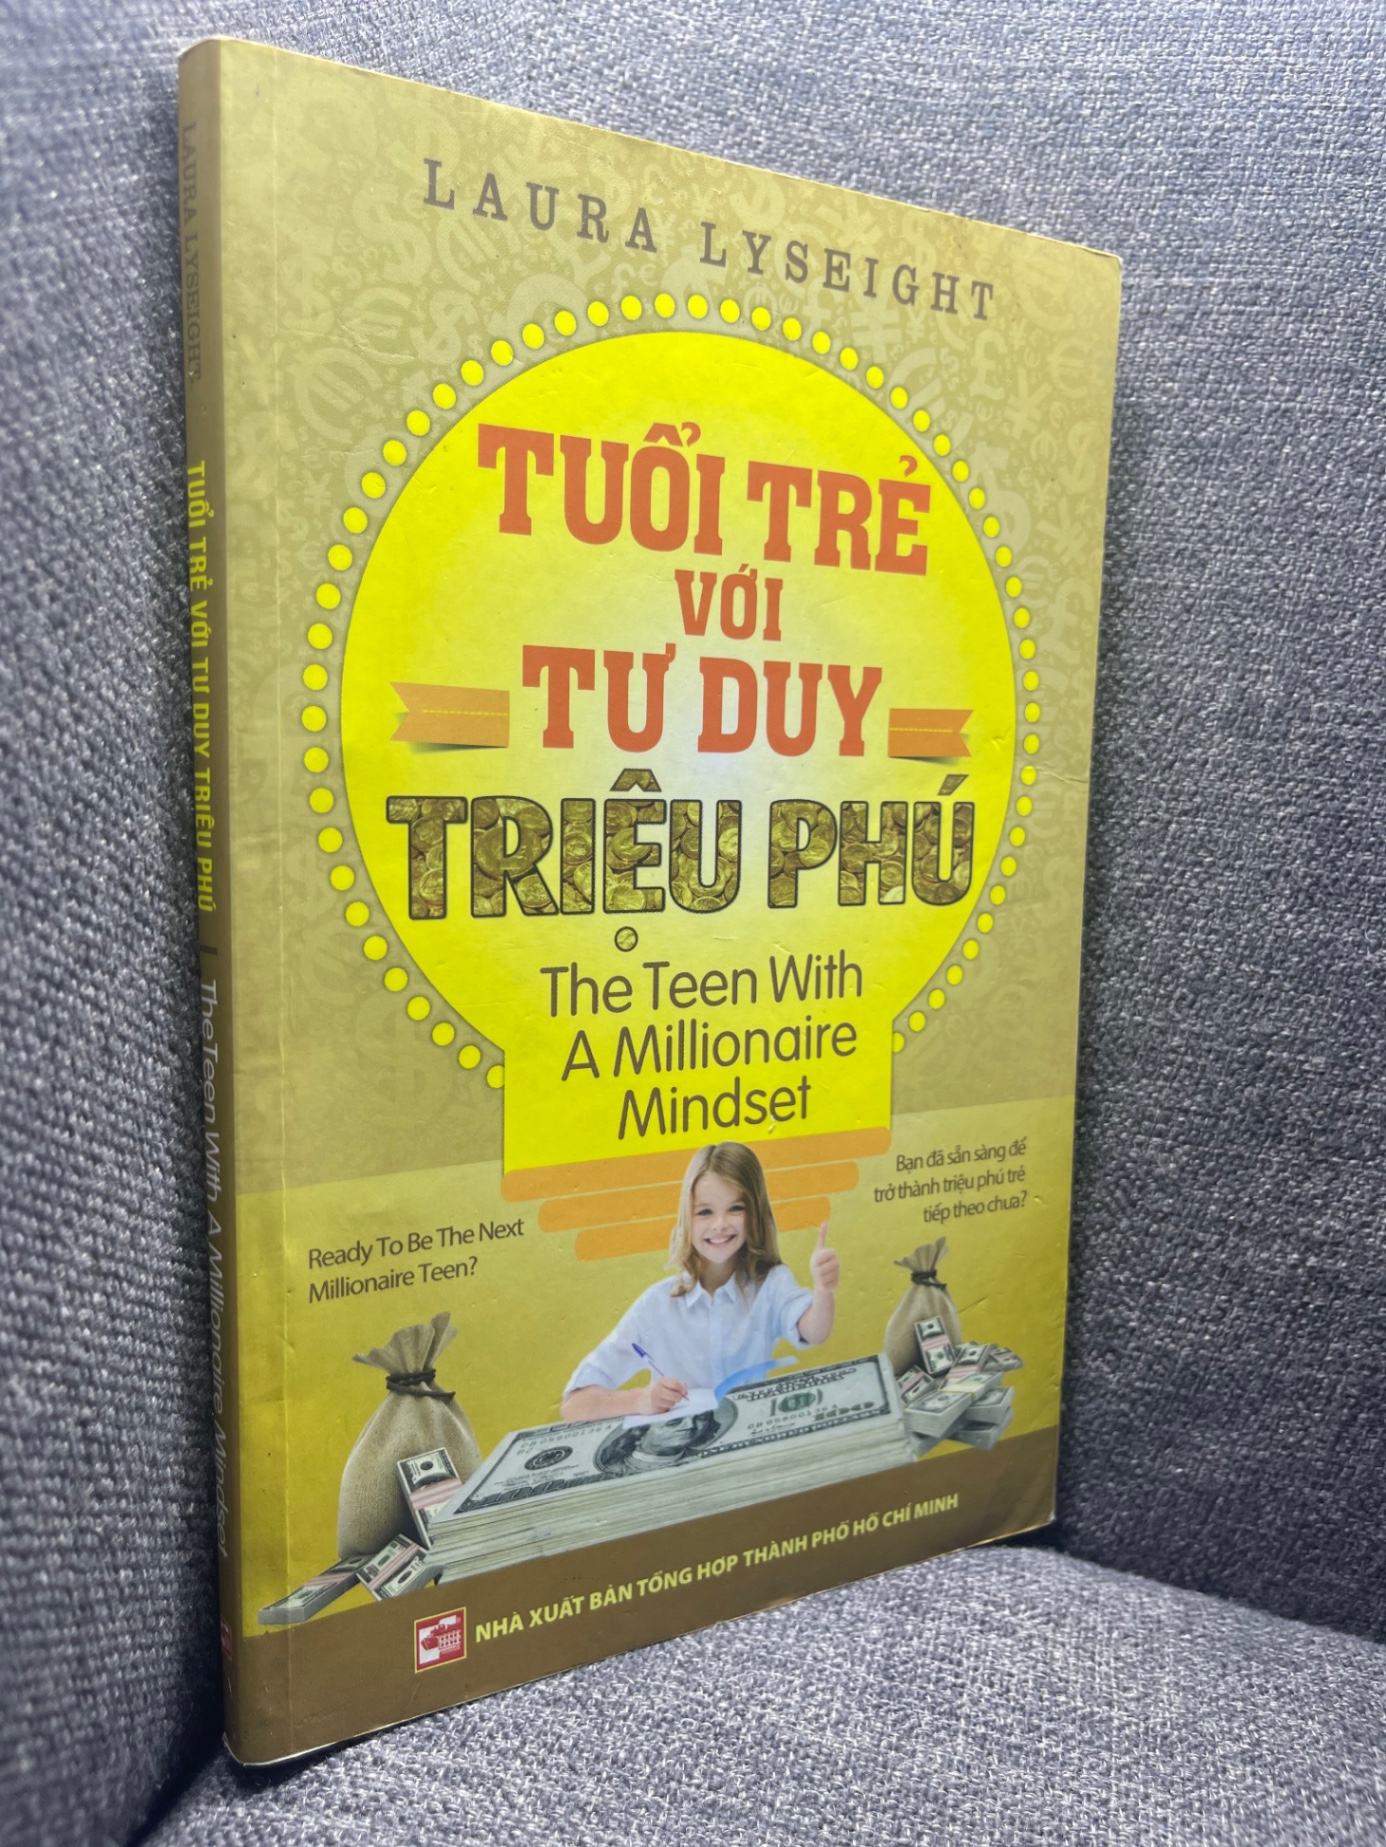 LAURA LYSEIGHT
TUỔI TRẺ
VỚI
TƯ DUY
TRIỆU PHÚ
The Teen With
A Millionaire
Mindset
Ready To Be The Next
Millionaire Teen?
Bạn đã sẵn sàng để
trở thành triệu phú trẻ
tiếp theo chưa?
NHÀ XUẤT BẢN TỔNG HỢP THÀNH PHỐ HỒ CHÍ MINH
LAURA LYSEIGHT
TUỔI TRẺ VỚI TƯ DUY TRIỆU PHÚ | The Teen With A Millionaire Mindset